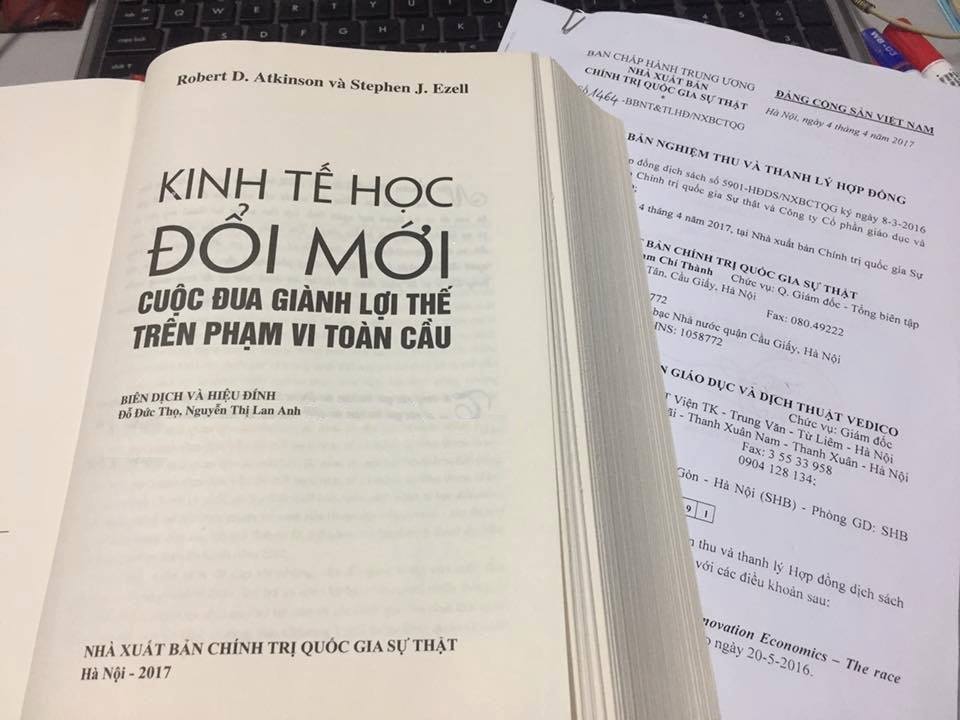 Robert D. Atkinson và Stephen J. Ezell
KINH TẾ HỌC
ĐỔI MỚI
CUỘC ĐUA GIÀNH LỢI THẾ
TRÊN PHẠM VI TOÀN CẦU
BIÊN DỊCH VÀ HIỆU ĐÍNH
Đỗ Đức Thọ, Nguyễn Thị Lan Anh
NHÀ XUẤT BẢN CHÍNH TRỊ QUỐC GIA SỰ THẬT
Hà Nội - 2017
BAN CHẤP HÀNH TRUNG ƯƠNG
NHÀ XUẤT BẢN
CHÍNH TRỊ QUỐC GIA SỰ THẬT
*
1464 -BBNT&TLHĐ/NXBCTQG
ĐẢNG CỘNG SẢN VIỆT NAM
Hà Nội, ngày 4 tháng 4 năm 2017
BẢN NGHIỆM THU VÀ THANH LÝ HỢP ĐỒNG
đồng dịch sách số 5901-HĐDS/NXBCTQG ký ngày 8-3-2016
Chính trị quốc gia Sự thật và Công ty Cổ phần giáo dục và
4 tháng 4 năm 2017, tại Nhà xuất bản Chính trị quốc gia Sự
BẢN CHÍNH TRỊ QUỐC GIA SỰ THẬT
Chí Thành Chức vụ: Q. Giám đốc - Tổng biên tập
Tân, Cầu Giấy, Hà Nội
Fax: 080.49222
772
bạc Nhà nước quận Cầu Giấy, Hà Nội
HNS: 1058772
GIÁO DỤC VÀ DỊCH THUẬT VEDICO
Chức vụ: Giám đốc
Viện TK - Trung Văn - Từ Liêm - Hà Nội
- Thanh Xuân Nam - Thanh Xuân - Hà Nội
Fax: 3 55 33 958
0904 128 134:
Gòn - Hà Nội (SHB) - Phòng GD: SHB
9 1
thu và thanh lý Hợp đồng dịch sách
với các điều khoản sau:
Economics – The race
ngày 20-5-2016.